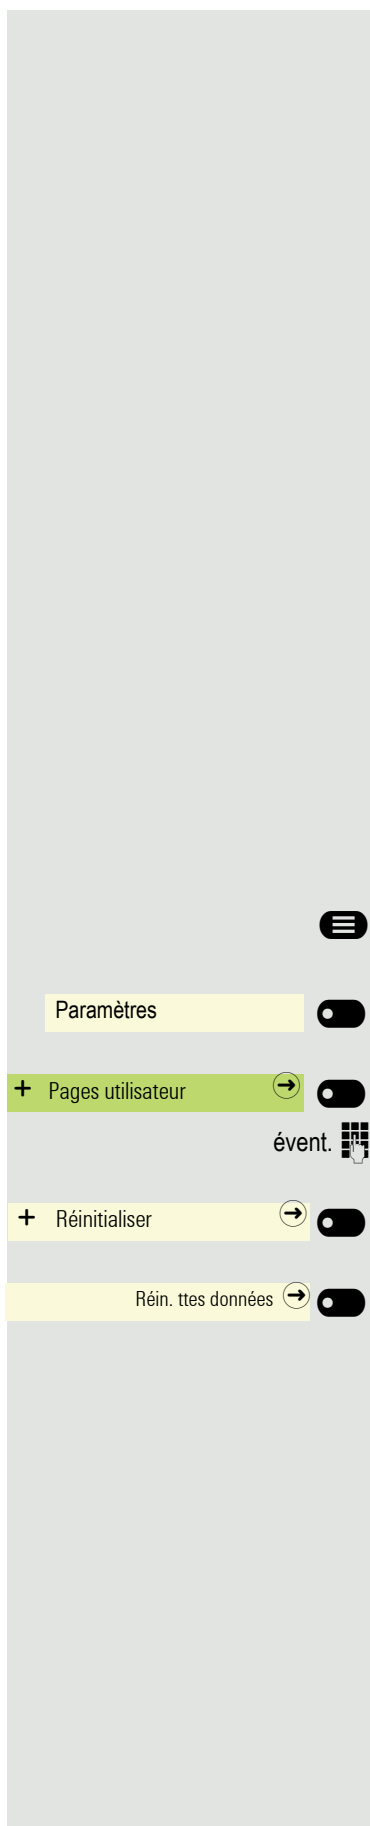 Paramètres
+ Pages utilisateur
évent.
+ Réinitialiser
Réin. ttes données